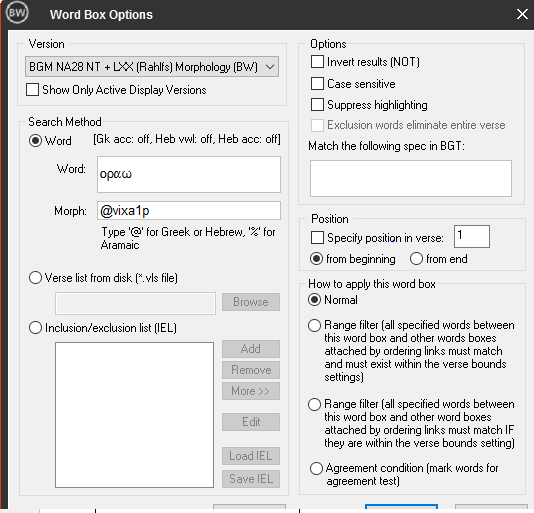 BW Word Box Options
Version
BGM NA28 NT + LXX (Rahlfs) Morphology (BW)
Show Only Active Display Versions
Search Method
Word [Gk acc: off, Heb vwl: off, Heb acc: off]
Word: οραω
Morph: @vixa1p
Type '@' for Greek or Hebrew, '%' for
Aramaic
Verse list from disk (*.vls file)
Browse
Inclusion/exclusion list (IEL)
Add
Remove
More >>
Edit
Load IEL
Save IEL
Options
Invert results (NOT)
Case sensitive
Suppress highlighting
Exclusion words eliminate entire verse
Match the following spec in BGT:
Position
Specify position in verse: 1
from beginning from end
How to apply this word box
Normal
Range filter (all specified words between
this word box and other words boxes
attached by ordering links must match
and must exist within the verse bounds
settings)
Range filter (all specified words between
this word box and other word boxes
attached by ordering links must match IF
they are within the verse bounds setting)
Agreement condition (mark words for
agreement test)